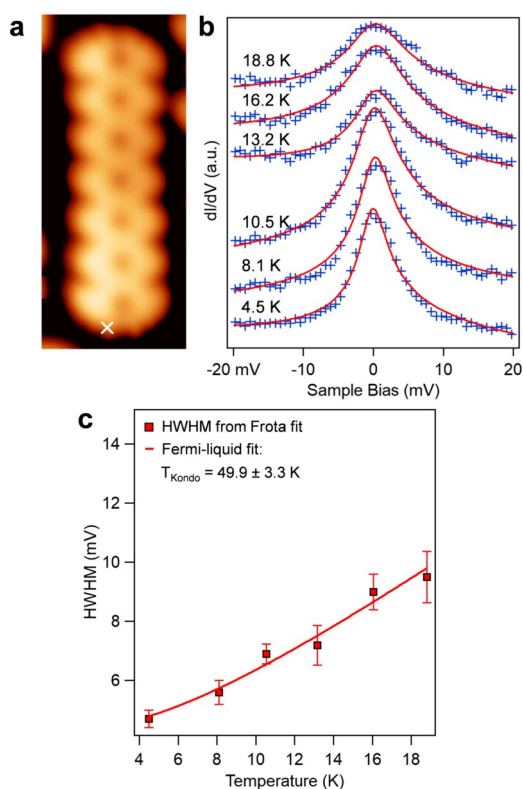 a
b
18.8 K
16.2 K
13.2 K
10.5 K
8.1 K
4.5 K
dI/dV (a.u.)
-20 mV -10 0 10 20
Sample Bias (mV)
c
HWHM from Frota fit
Fermi-liquid fit:
T_Kondo = 49.9 ± 3.3 K
14
12
10
8
6
HWHM (mV)
4 6 8 10 12 14 16 18
Temperature (K)